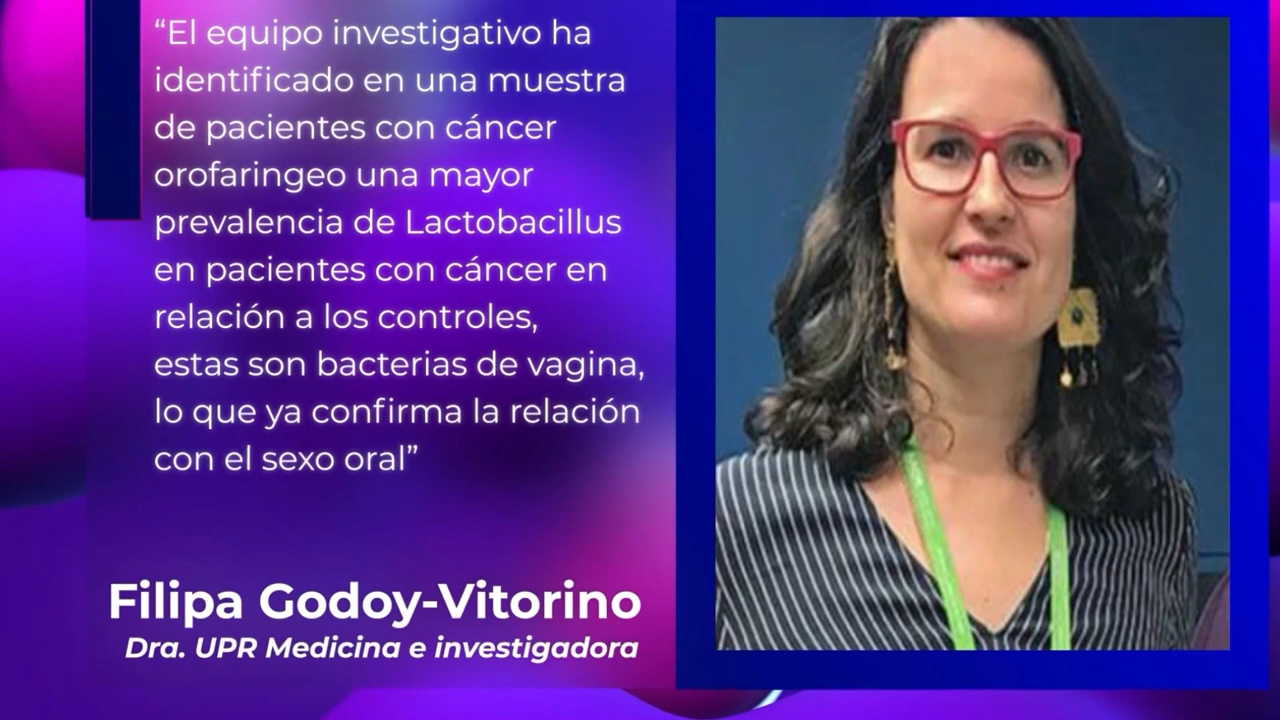 “El equipo investigativo ha
identificado en una muestra
de pacientes con cáncer
orofaringeo una mayor
prevalencia de Lactobacillus
en pacientes con cáncer en
relación a los controles,
estas son bacterias de vagina,
lo que ya confirma la relación
con el sexo oral”
Filipa Godoy-Vitorino
Dra. UPR Medicina e investigadora